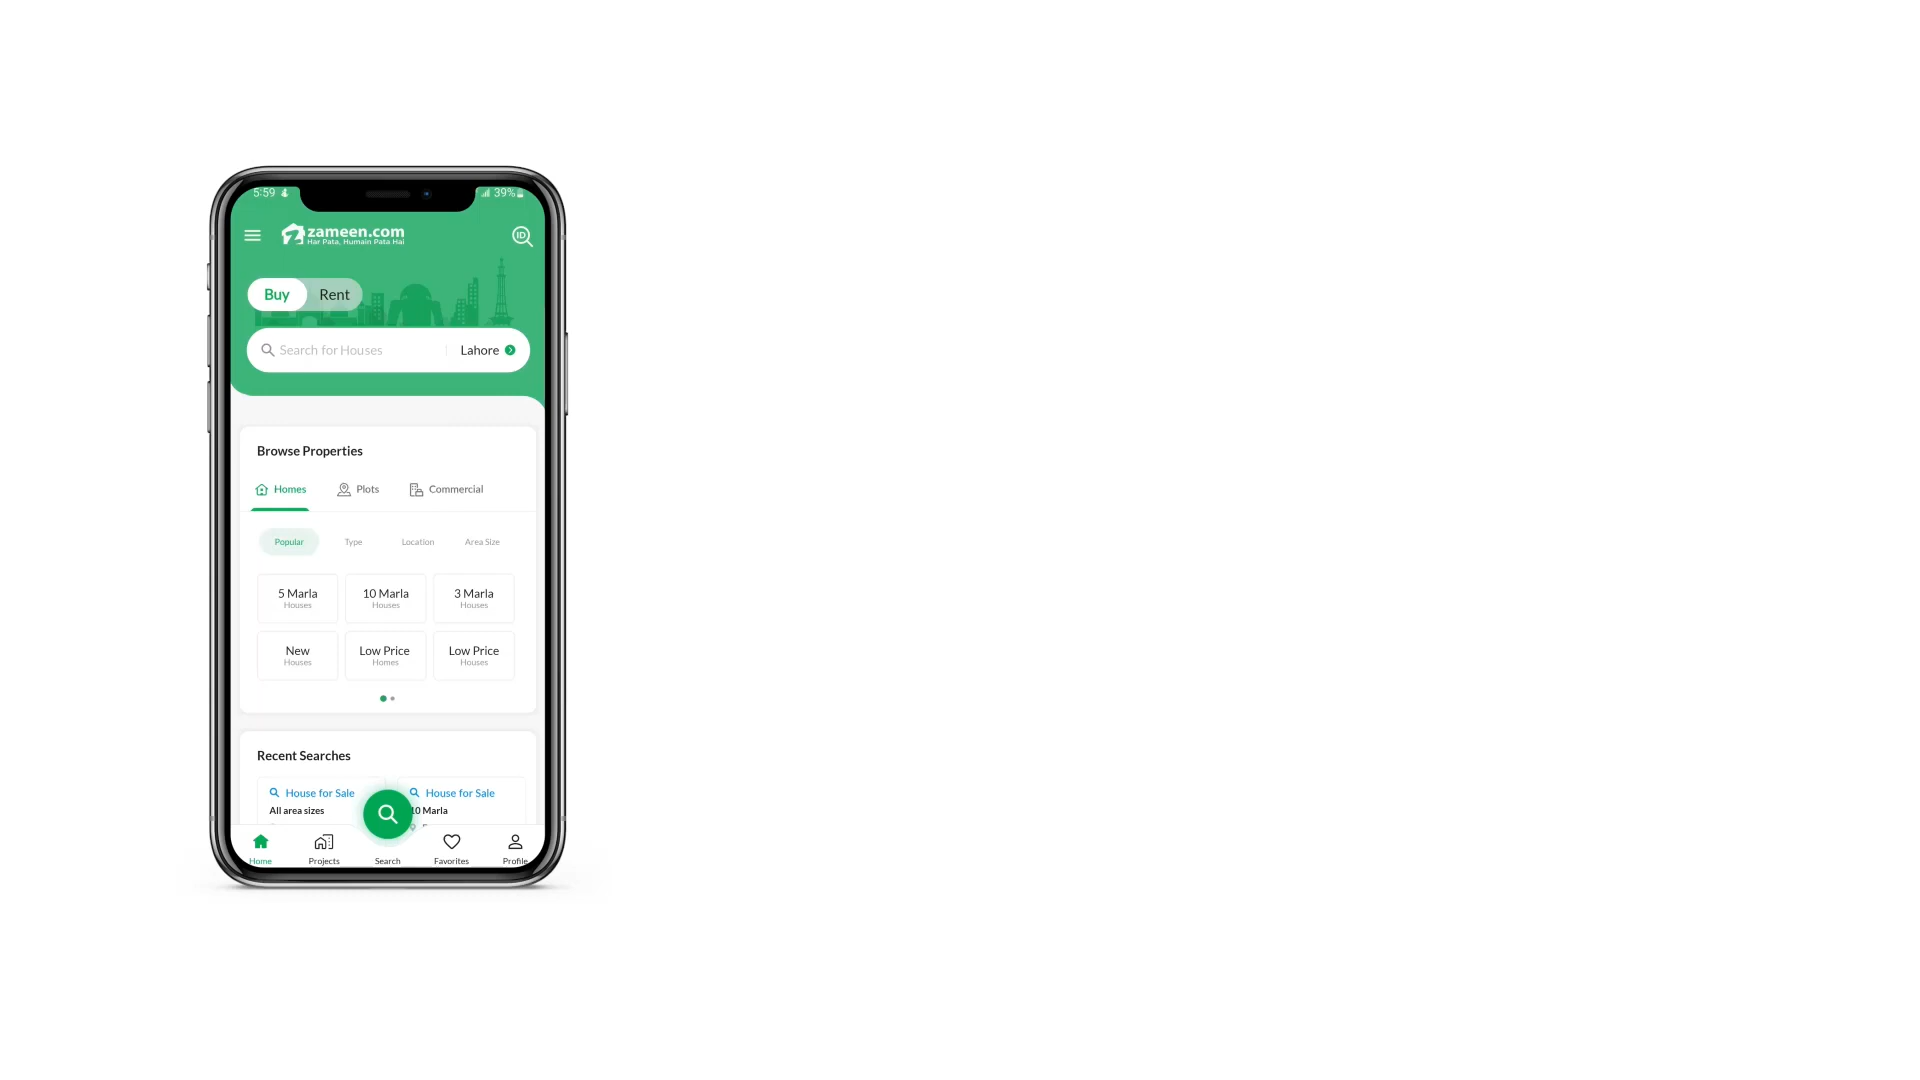 5:59
39%
zameen.com
Har Pata, Humain Pata Hai
ID
Buy Rent
Search for Houses Lahore
Browse Properties
Homes Plots Commercial
Popular Type Location Area Size
5 Marla 10 Marla 3 Marla
Houses Houses Houses
New Low Price Low Price
Houses Homes Houses
Recent Searches
House for Sale House for Sale
All area sizes 10 Marla
Home Projects Search Favorites Profile